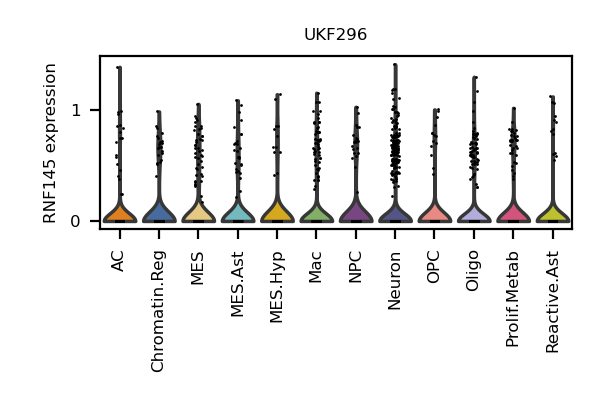 UKF296
RNF145 expression
1
0
AC
Chromatin.Reg
MES
MES.Ast
MES.Hyp
Mac
NPC
Neuron
OPC
Oligo
Prolif.Metab
Reactive.Ast